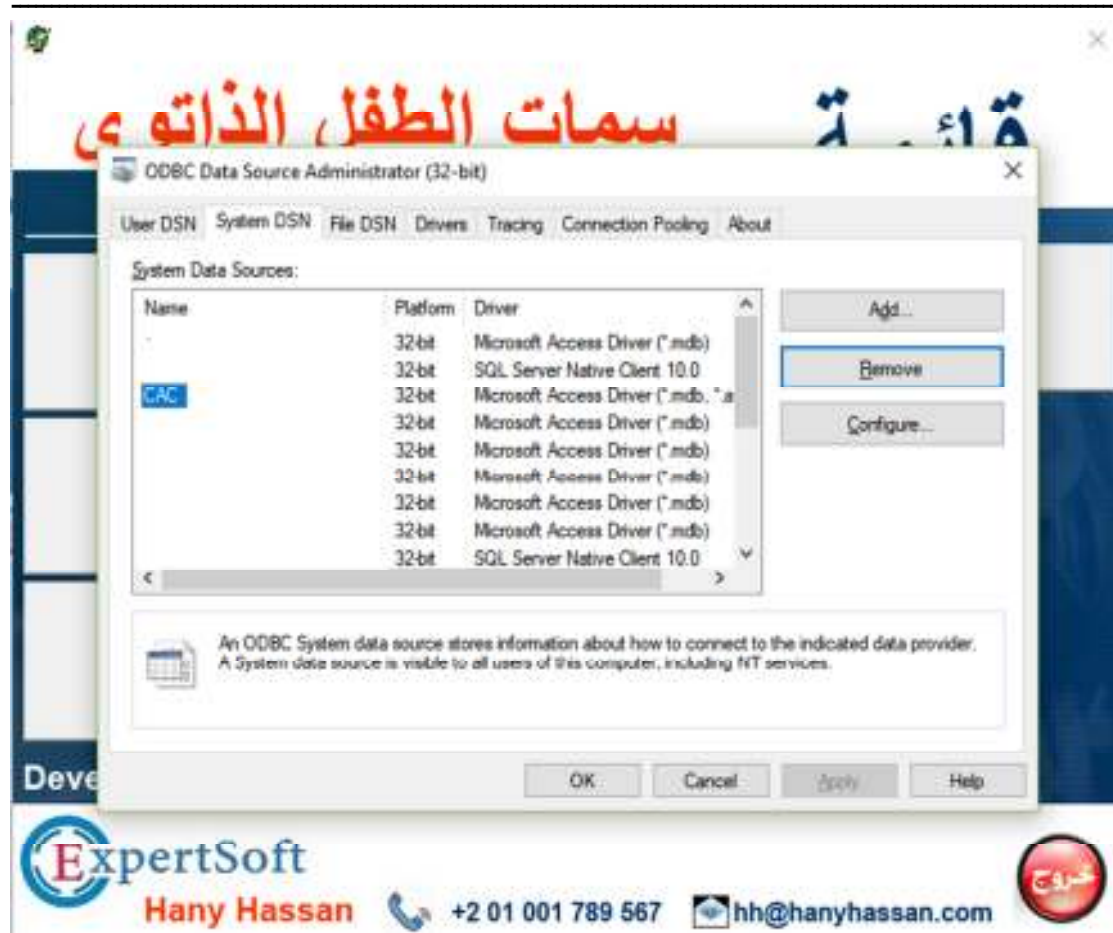 قائمة سمات الطفل الذاتوي
ODBC Data Source Administrator (32-bit)
User DSN System DSN File DSN Drivers Tracing Connection Pooling About
System Data Sources:
Name Platform Driver
32-bit Microsoft Access Driver (*.mdb)
32-bit SQL Server Native Client 10.0
CAC 32-bit Microsoft Access Driver (*.mdb, *.a
32-bit Microsoft Access Driver (*.mdb)
32-bit Microsoft Access Driver (*.mdb)
32-bit Microsoft Access Driver (*.mdb)
32-bit Microsoft Access Driver (*.mdb)
32-bit Microsoft Access Driver (*.mdb)
32-bit SQL Server Native Client 10.0
Add...
Remove
Configure...
An ODBC System data source stores information about how to connect to the indicated data provider.
A System data source is visible to all users of this computer, including NT services.
OK Cancel Apply Help
Deve
ExpertSoft
Hany Hassan +2 01 001 789 567 hh@hanyhassan.com
خروج